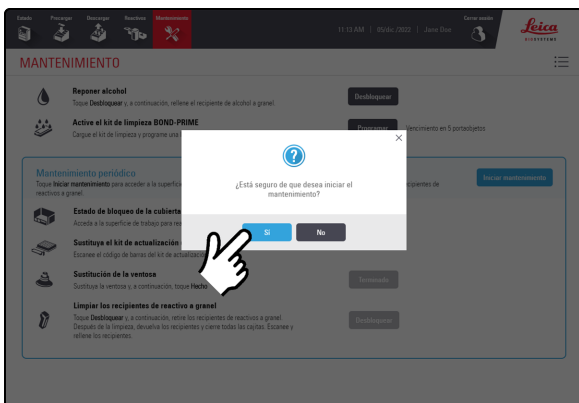 Estado Precargar Descargar Reactivos Mantenimiento Cerrar sesión
11:13 AM | 05/dic./2022 | Jane Doe
Leica
BIOSYSTEMS
MANTENIMIENTO
Reponer alcohol
Toque Desbloquear y, a continuación, rellene el recipiente de alcohol a granel.
Desbloquear
Active el kit de limpieza BOND-PRIME
Cargue el kit de limpieza y programe una
Programar
Vencimiento en 5 portaobjetos
¿Está seguro de que desea iniciar el
mantenimiento?
Sí No
Mantenimiento periódico
Toque Iniciar mantenimiento para acceder a la superficie
cipientes de
reactivos a granel.
Iniciar mantenimiento
Estado de bloqueo de la cubierta
Acceda a la superficie de trabajo para rea
Sustituya el kit de actualización
Escanee el código de barras del kit de actualización
Sustitución de la ventosa
Sustituya la ventosa y, a continuación, toque Hecho
Terminado
Limpiar los recipientes de reactivo a granel
Toque Desbloquear y, a continuación, retire los recipientes de reactivos a granel.
Después de la limpieza, devuelva los recipientes y cierre todas las cajitas. Escanee y
rellene los recipientes.
Desbloquear